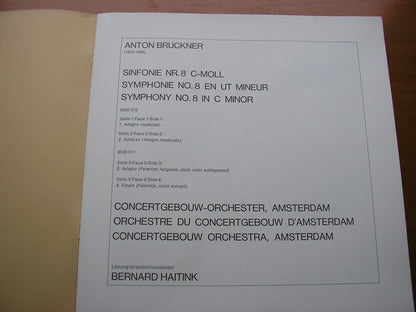 ANTON BRUCKNER
(1824-1896)
SINFONIE NR. 8 C-MOLL
SYMPHONIE NO. 8 EN UT MINEUR
SYMPHONY NO. 8 IN C MINOR
6500 010
Seite 1/Face 1/Side 1:
1. Allegro moderato
Seite 2/Face 2/Side 2:
2. Scherzo (Allegro moderato)
6500 011
Seite 3/Face 3/Side 3:
3. Adagio (Feierlich langsam, doch nicht schleppend)
Seite 4/Face 4/Side 4:
4. Finale (Feierlich, nicht schnell)
CONCERTGEBOUW-ORCHESTER, AMSTERDAM
ORCHESTRE DU CONCERTGEBOUW D'AMSTERDAM
CONCERTGEBOUW ORCHESTRA, AMSTERDAM
Leitung/direction/conductor:
BERNARD HAITINK